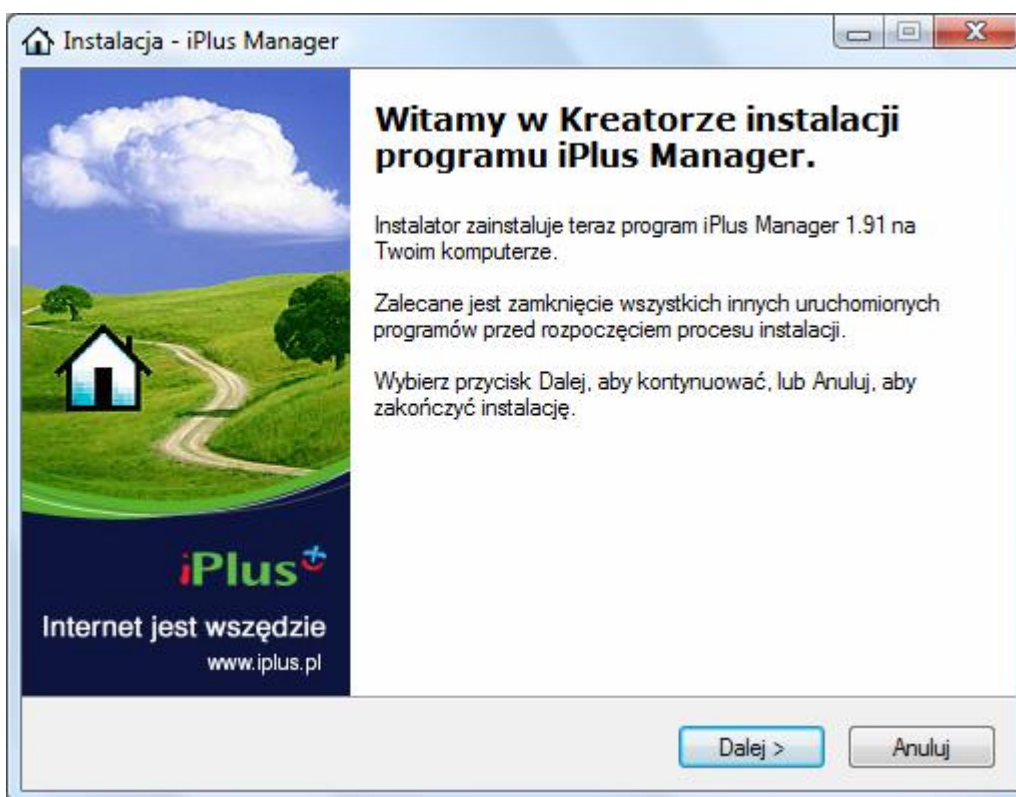 Instalacja - iPlus Manager
Witamy w Kreatorze instalacji
programu iPlus Manager.
Instalator zainstaluje teraz program iPlus Manager 1.91 na
Twoim komputerze.
Zalecane jest zamknięcie wszystkich innych uruchomionych
programów przed rozpoczęciem procesu instalacji.
Wybierz przycisk Dalej, aby kontynuować, lub Anuluj, aby
zakończyć instalację.
iPlus
Internet jest wszędzie
www.iplus.pl
Dalej >
Anuluj